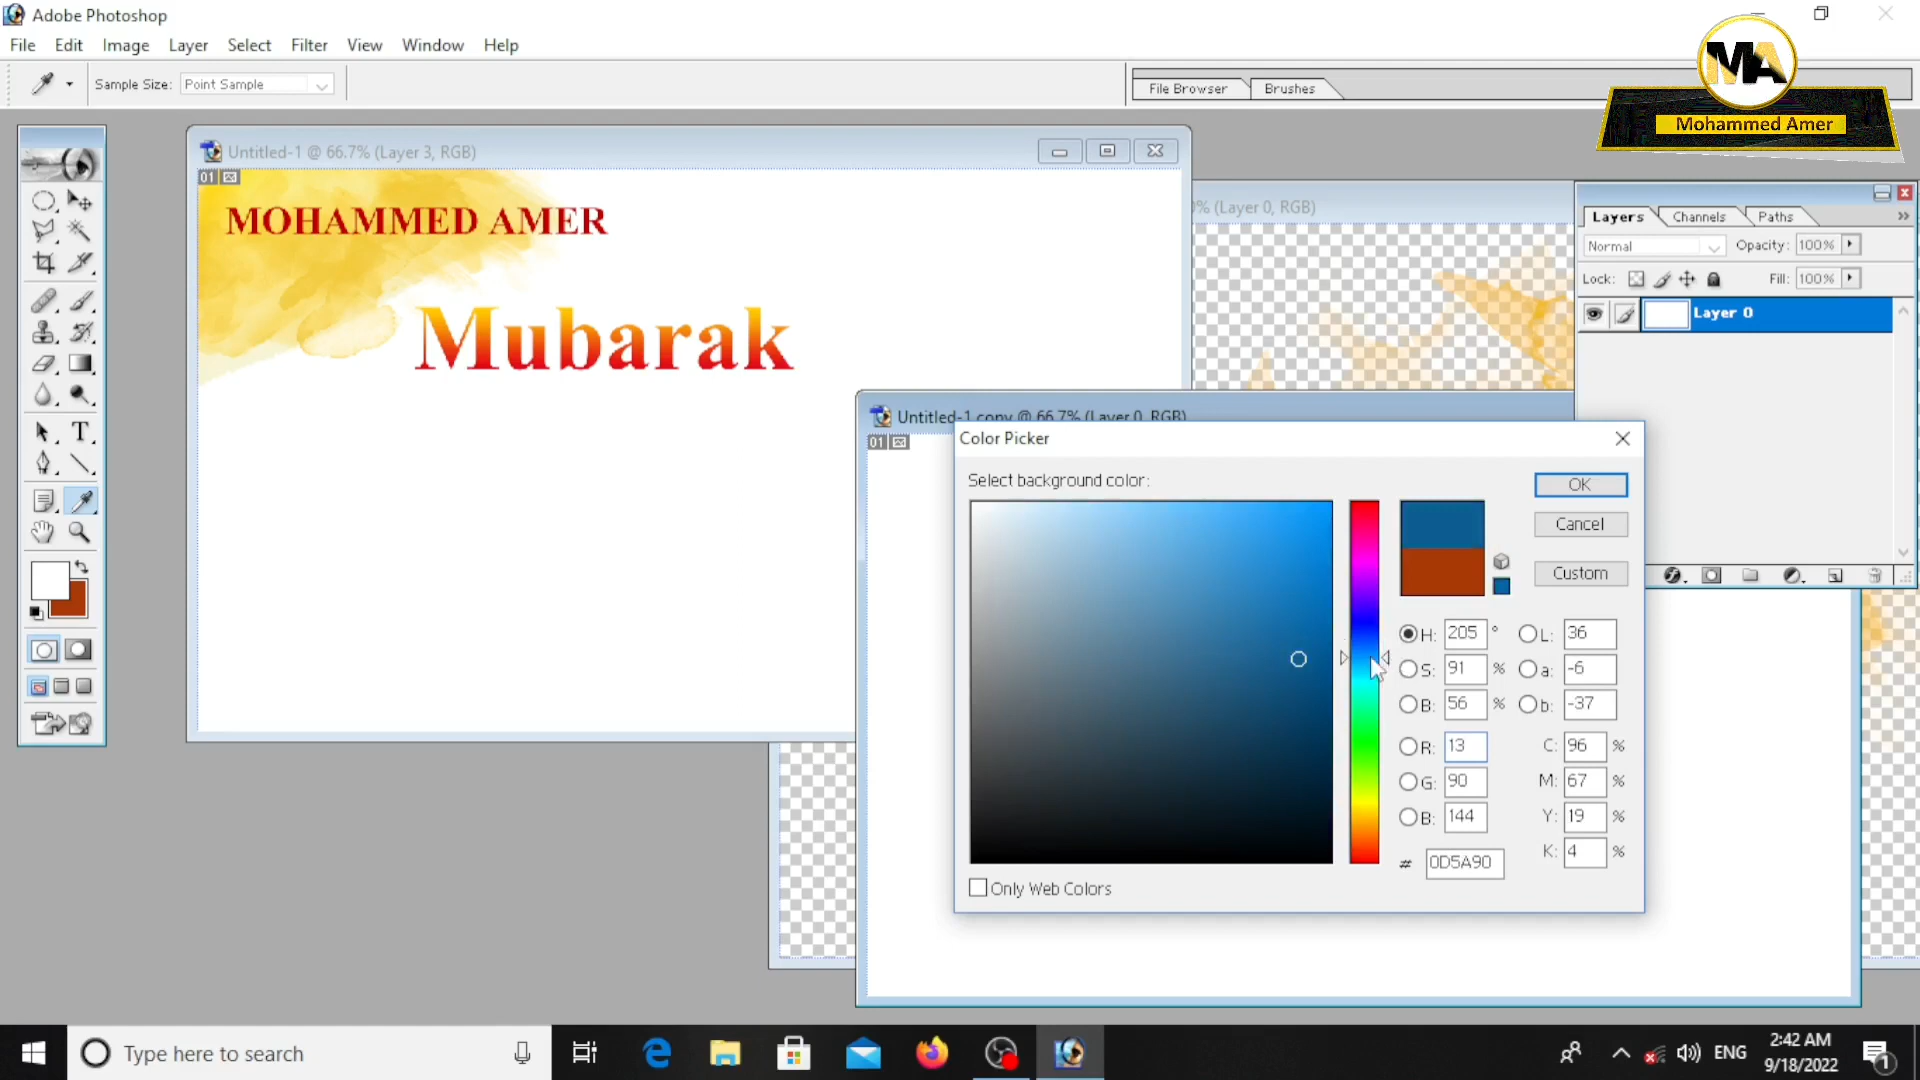 Adobe Photoshop
File Edit Image Layer Select Filter View Window Help
Sample Size: Point Sample
File Browser Brushes
MA
Mohammed Amer
Untitled-1 @ 66.7% (Layer 3, RGB)
01
MOHAMMED AMER
Mubarak
% (Layer 0, RGB)
Layers Channels Paths
Normal Opacity: 100%
Lock: Fill: 100%
Layer 0
Untitled-1 copy @ 66.7% (Layer 0, RGB)
01
Color Picker
Select background color:
OK
Cancel
Custom
H: 205 ° L: 36
S: 91 % a: -6
B: 56 % b: -37
R: 13 C: 96 %
G: 90 M: 67 %
B: 144 Y: 19 %
K: 4 %
# 0D5A90
Only Web Colors
T
Type here to search
ENG
2:42 AM
9/18/2022
1